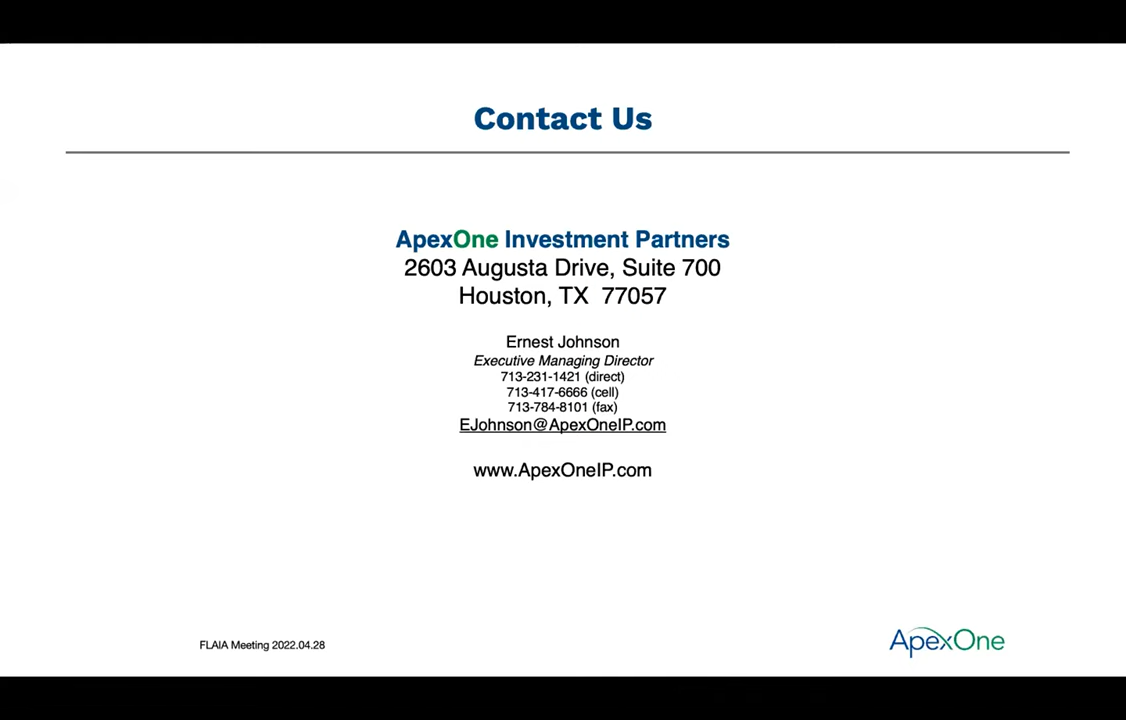 Contact Us
ApexOne Investment Partners
2603 Augusta Drive, Suite 700
Houston, TX  77057
Ernest Johnson
Executive Managing Director
713-231-1421 (direct)
713-417-6666 (cell)
713-784-8101 (fax)
EJohnson@ApexOneIP.com
www.ApexOneIP.com
FLAIA Meeting 2022.04.28
ApexOne